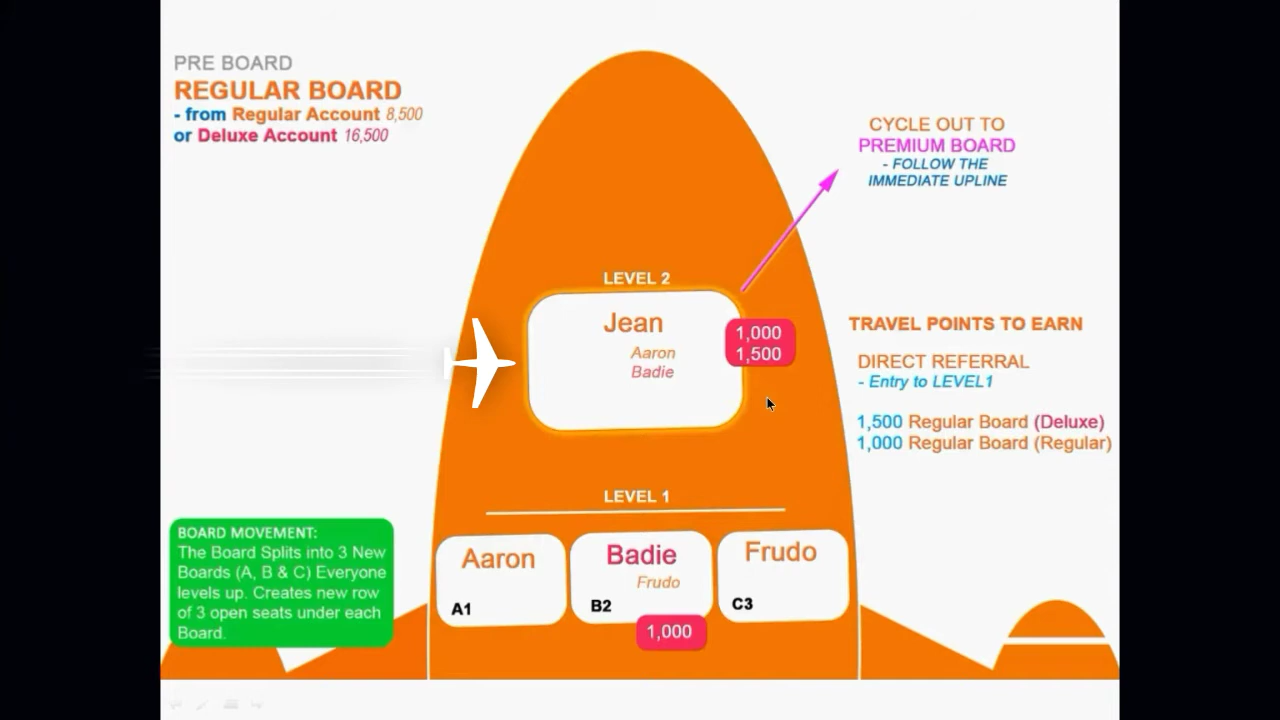 PRE BOARD
REGULAR BOARD
- from Regular Account 8,500
or Deluxe Account 16,500
CYCLE OUT TO
PREMIUM BOARD
- FOLLOW THE
IMMEDIATE UPLINE
LEVEL 2
Jean
Aaron
Badie
1,000
1,500
TRAVEL POINTS TO EARN
DIRECT REFERRAL
- Entry to LEVEL1
1,500 Regular Board (Deluxe)
1,000 Regular Board (Regular)
LEVEL 1
Aaron
A1
Badie
Frudo
B2
1,000
Frudo
C3
BOARD MOVEMENT:
The Board Splits into 3 New
Boards (A, B & C) Everyone
levels up. Creates new row
of 3 open seats under each
Board.